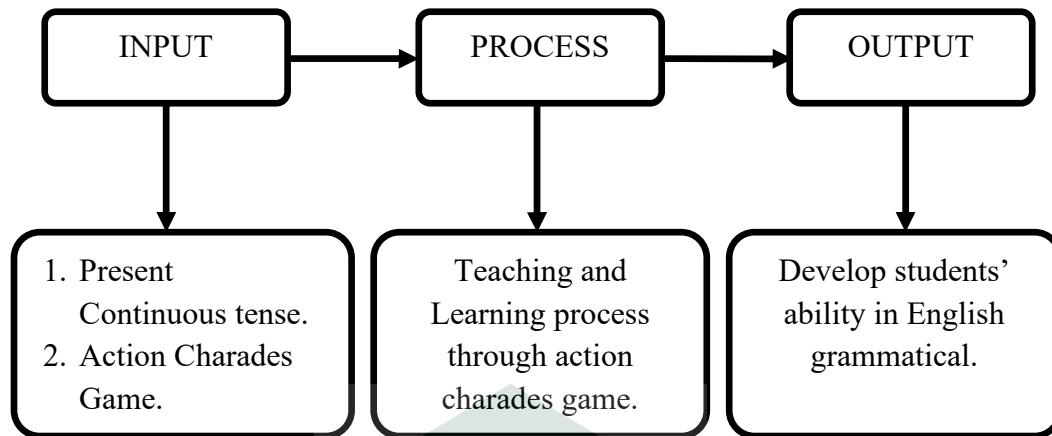 INPUT
PROCESS
OUTPUT
1. Present
Continuous tense.
2. Action Charades
Game.
Teaching and
Learning process
through action
charades game.
Develop students’
ability in English
grammatical.